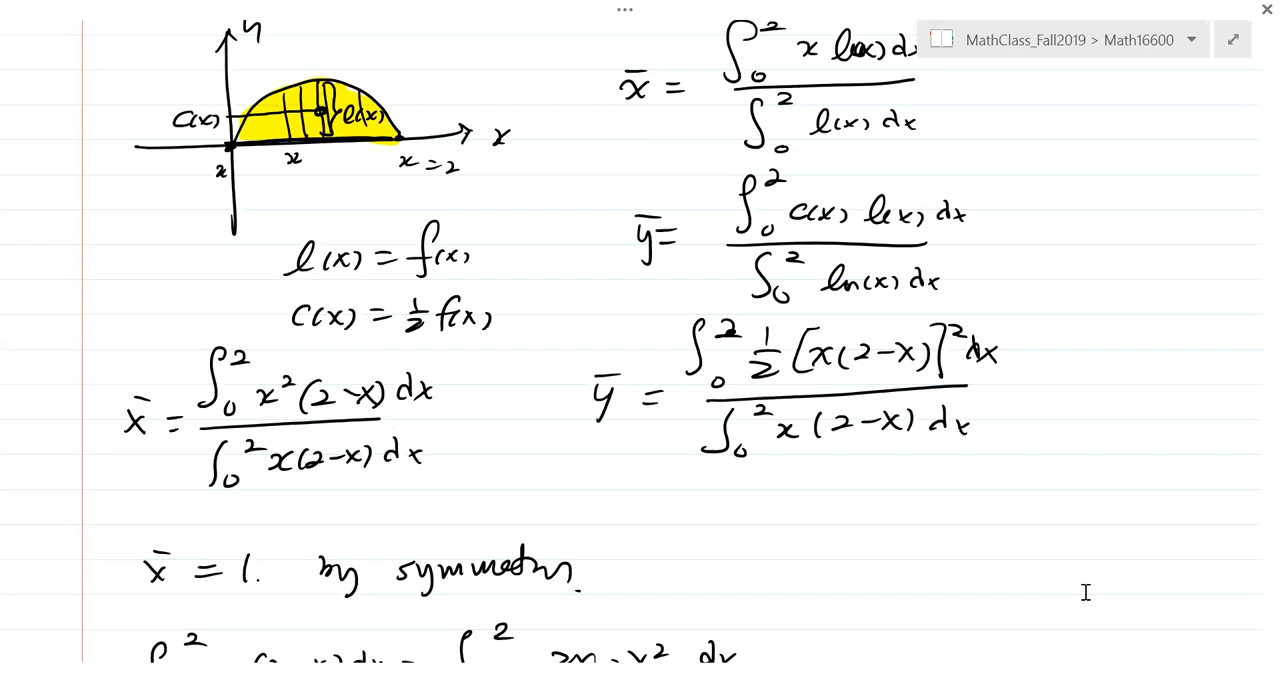 MathClass_Fall2019 > Math16600
y
c(x)
l(x)
x
x
x
x = 2
x̄ = ∫₀² x l(x) dx / ∫₀² l(x) dx
ȳ = ∫₀² c(x) l(x) dx / ∫₀² ln(x) dx
l(x) = f(x)
c(x) = 1/2 f(x)
x̄ = ∫₀² x²(2-x) dx / ∫₀² x(2-x) dx
ȳ = ∫₀² 1/2 [x(2-x)]² dx / ∫₀² x(2-x) dx
x̄ = 1. by symmetry.